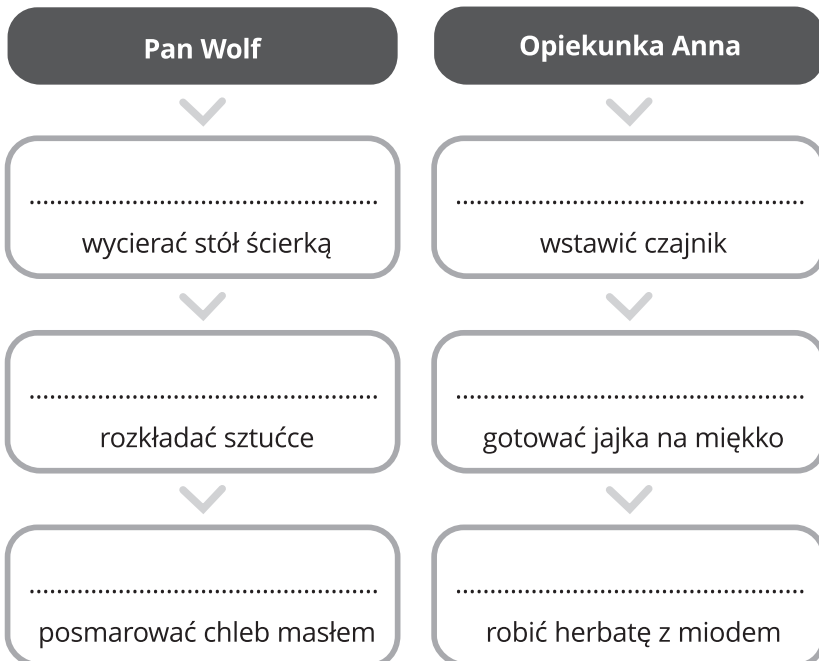 Pan Wolf
..................................................
wycierać stół ścierką
..................................................
rozkładać sztućce
..................................................
posmarować chleb masłem
Opiekunka Anna
..................................................
wstawić czajnik
..................................................
gotować jajka na miękko
..................................................
robić herbatę z miodem